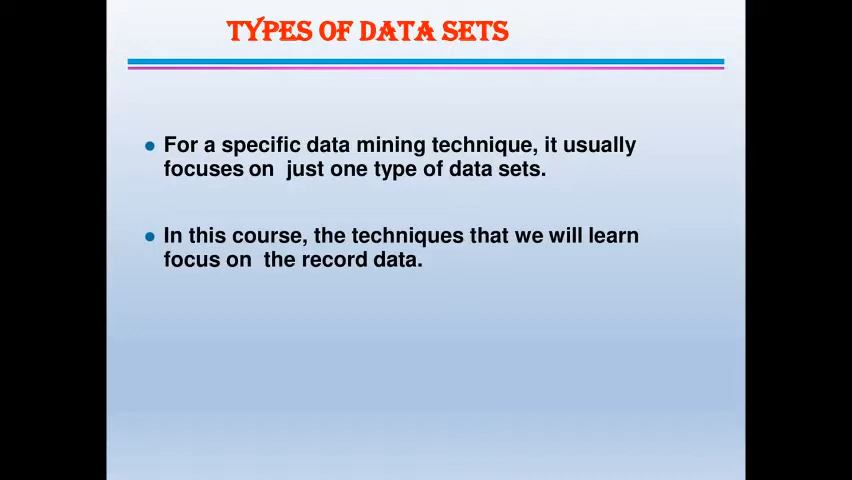 TYPES OF DATA SETS
● For a specific data mining technique, it usually
focuses on just one type of data sets.
● In this course, the techniques that we will learn
focus on the record data.